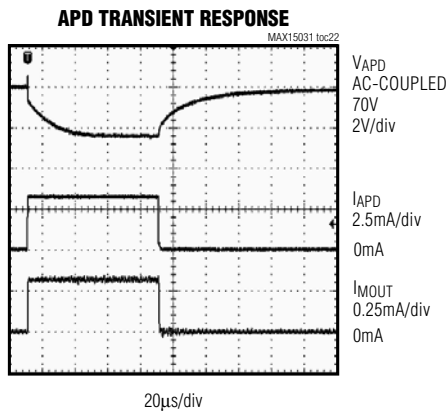 APD TRANSIENT RESPONSE
MAX15031 toc22
VAPD
AC-COUPLED
70V
2V/div
IAPD
2.5mA/div
0mA
IMOUT
0.25mA/div
0mA
20μs/div